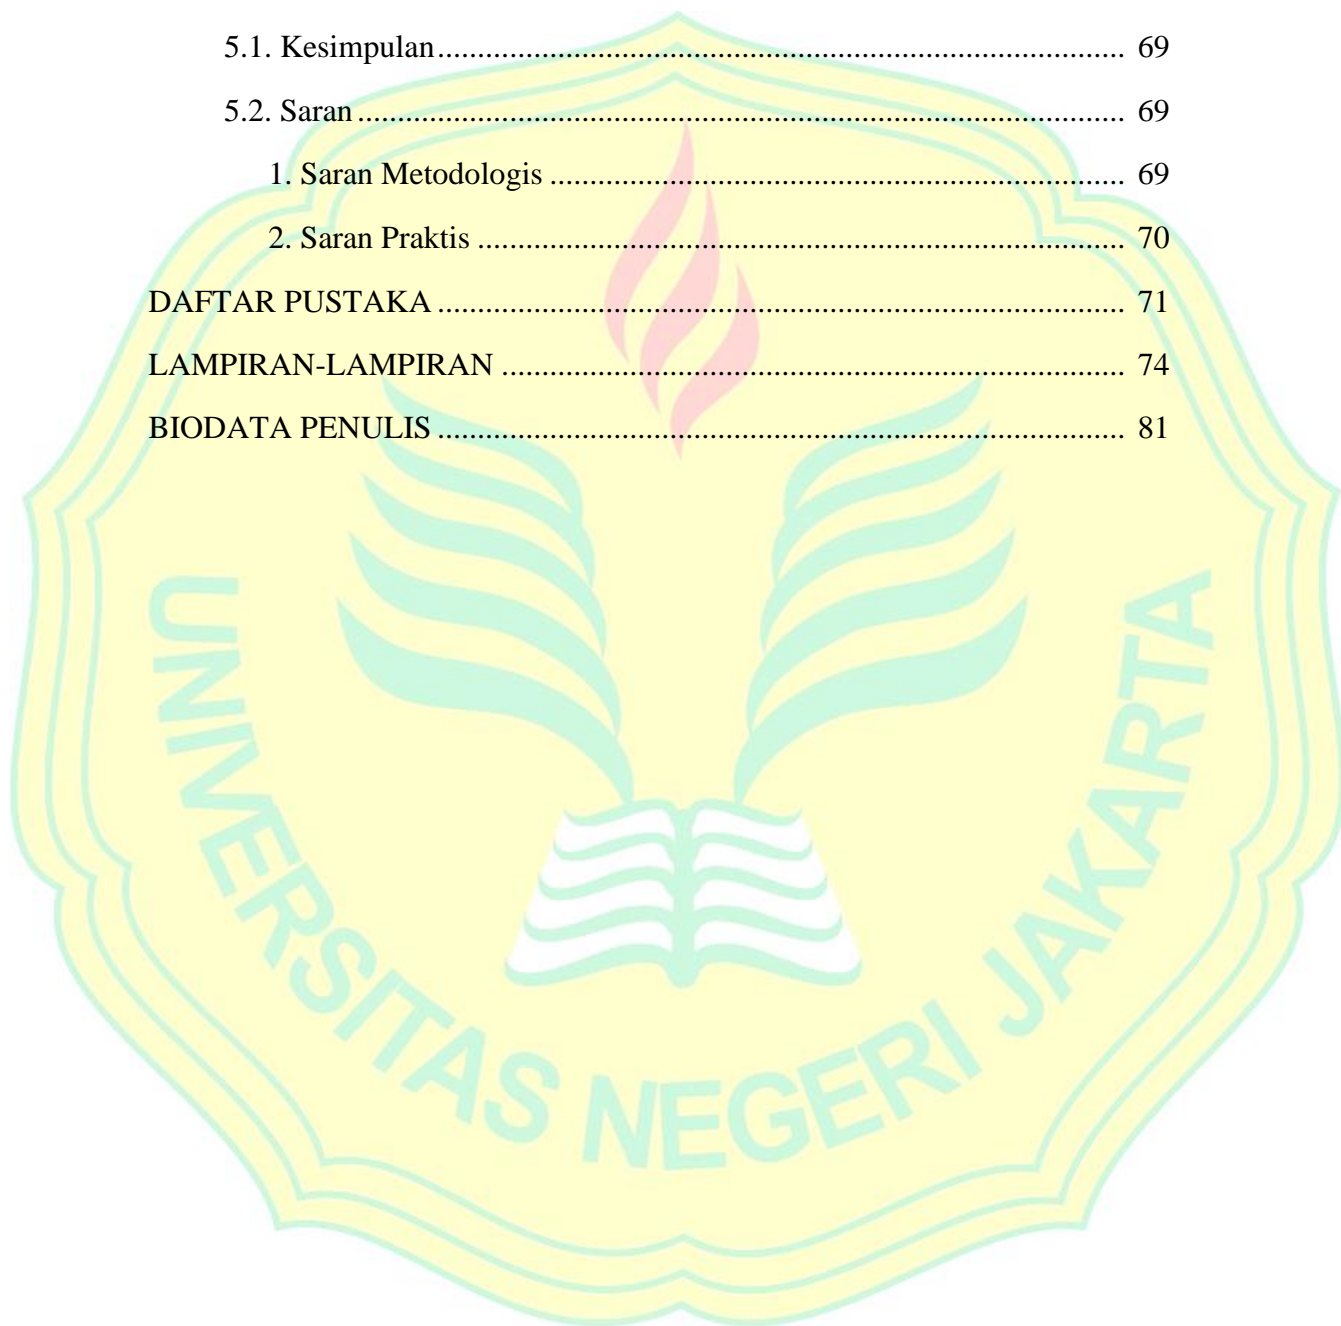 5.1. Kesimpulan ........................................................................................ 69
5.2. Saran .................................................................................................. 69
1. Saran Metodologis .......................................................................... 69
2. Saran Praktis ................................................................................... 70
DAFTAR PUSTAKA ........................................................................................ 71
LAMPIRAN-LAMPIRAN ................................................................................ 74
BIODATA PENULIS ........................................................................................ 81
UNIVERSITAS NEGERI JAKARTA